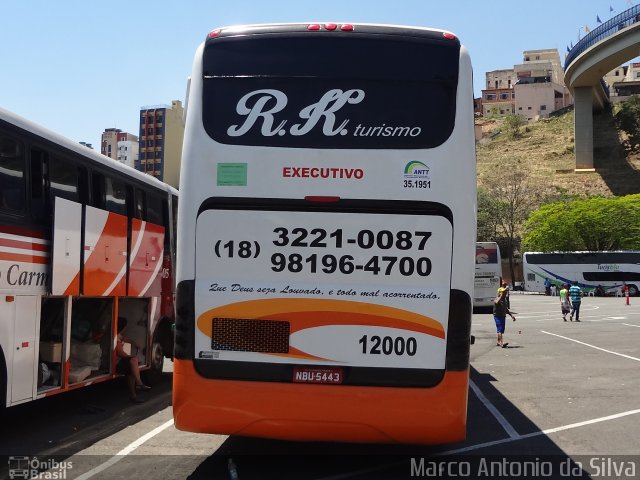 R.K. turismo
EXECUTIVO
ANTT
35.1951
(18) 3221-0087
98196-4700
Que Deus seja Louvado, e todo mal acorrentado.
12000
NBU-5443
o Carmo
Ônibus
Brasil
Marco Antonio da Silva